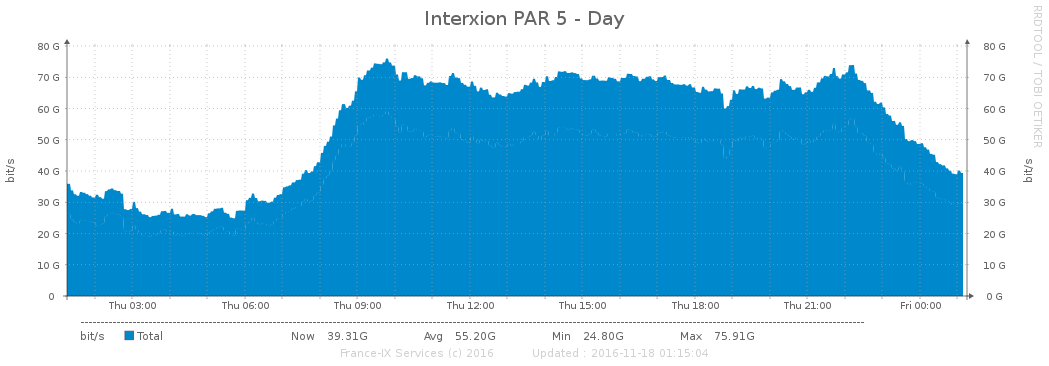 Interxion PAR 5 - Day
RRDTOOL / TOBI OETIKER
80 G 80 G
70 G 70 G
60 G 60 G
50 G 50 G
40 G 40 G
30 G 30 G
20 G 20 G
10 G 10 G
0 0 G
bit/s bit/s
Thu 03:00 Thu 06:00 Thu 09:00 Thu 12:00 Thu 15:00 Thu 18:00 Thu 21:00 Fri 00:00
bit/s Total Now 39.31G Avg 55.20G Min 24.80G Max 75.91G
France-IX Services (c) 2016 Updated : 2016-11-18 01:15:04